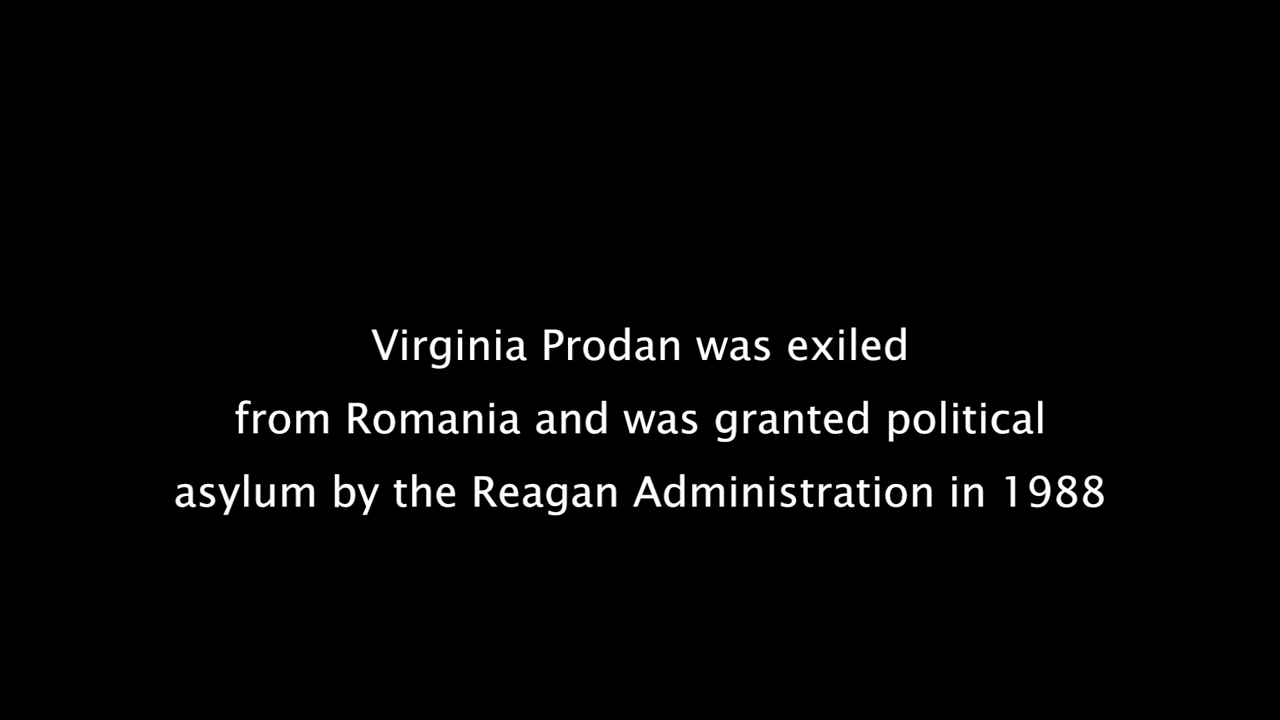 Virginia Prodan was exiled
from Romania and was granted political
asylum by the Reagan Administration in 1988